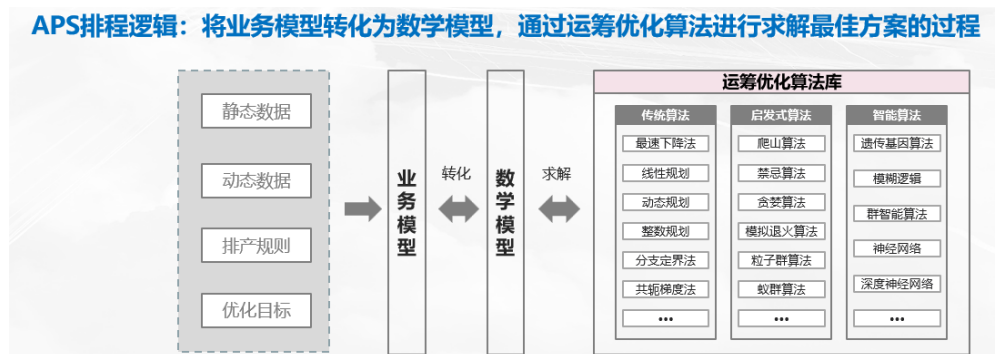 APS排程逻辑：将业务模型转化为数学模型，通过运筹优化算法进行求解最佳方案的过程
静态数据
动态数据
排产规则
优化目标
业务模型
转化
数学模型
求解
运筹优化算法库
传统算法
最速下降法
线性规划
动态规划
整数规划
分支定界法
共轭梯度法
...
启发式算法
爬山算法
禁忌算法
贪婪算法
模拟退火算法
粒子群算法
蚁群算法
...
智能算法
遗传基因算法
模糊逻辑
群智能算法
神经网络
深度神经网络
...